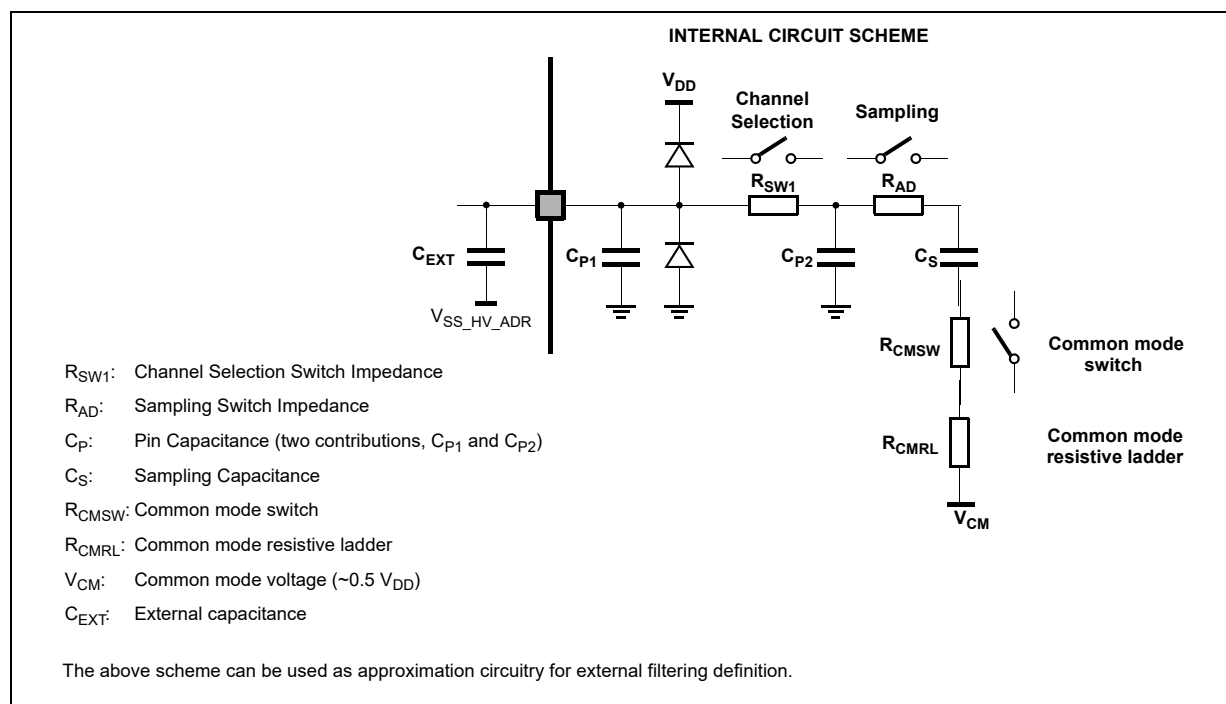 INTERNAL CIRCUIT SCHEME
VDD
Channel
Selection
Sampling
RSW1
RAD
CEXT
CP1
CP2
CS
VSS_HV_ADR
RCMSW
Common mode
switch
RCMRL
Common mode
resistive ladder
VCM
RSW1: Channel Selection Switch Impedance
RAD: Sampling Switch Impedance
CP: Pin Capacitance (two contributions, CP1 and CP2)
CS: Sampling Capacitance
RCMSW: Common mode switch
RCMRL: Common mode resistive ladder
VCM: Common mode voltage (~0.5 VDD)
CEXT: External capacitance
The above scheme can be used as approximation circuitry for external filtering definition.